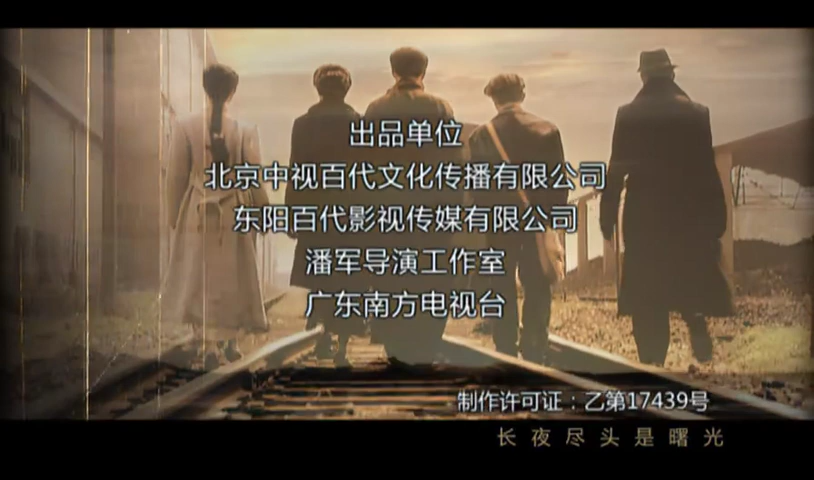 出品单位
北京中视百代文化传播有限公司
东阳百代影视传媒有限公司
潘军导演工作室
广东南方电视台
制作许可证：乙第17439号
长夜尽头是曙光